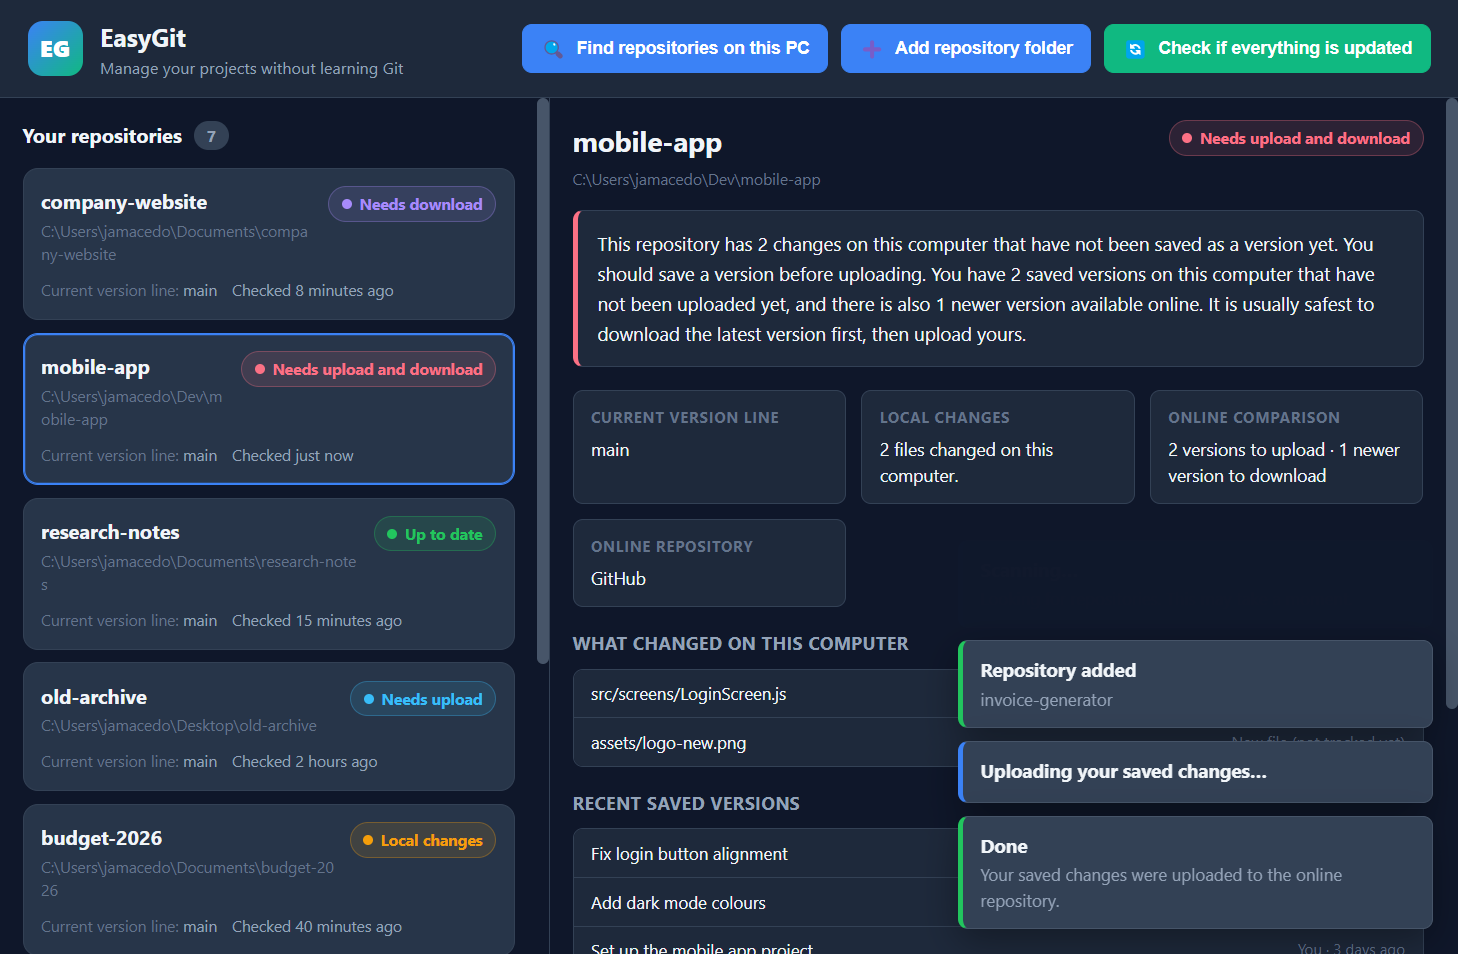 EG
EasyGit
Manage your projects without learning Git
Find repositories on this PC
Add repository folder
Check if everything is updated
Your repositories 7
company-website
Needs download
C:\Users\jamacedo\Documents\compa
ny-website
Current version line: main Checked 8 minutes ago
mobile-app
Needs upload and download
C:\Users\jamacedo\Dev\m
obile-app
Current version line: main Checked just now
research-notes
Up to date
C:\Users\jamacedo\Documents\research-note
s
Current version line: main Checked 15 minutes ago
old-archive
Needs upload
C:\Users\jamacedo\Desktop\old-archive
Current version line: main Checked 2 hours ago
budget-2026
Local changes
C:\Users\jamacedo\Documents\budget-20
26
Current version line: main Checked 40 minutes ago
mobile-app
Needs upload and download
C:\Users\jamacedo\Dev\mobile-app
This repository has 2 changes on this computer that have not been saved as a version yet. You
should save a version before uploading. You have 2 saved versions on this computer that have
not been uploaded yet, and there is also 1 newer version available online. It is usually safest to
download the latest version first, then upload yours.
CURRENT VERSION LINE
main
LOCAL CHANGES
2 files changed on this
computer.
ONLINE COMPARISON
2 versions to upload · 1 newer
version to download
ONLINE REPOSITORY
GitHub
WHAT CHANGED ON THIS COMPUTER
src/screens/LoginScreen.js
assets/logo-new.png
New file (not tracked yet)
RECENT SAVED VERSIONS
Fix login button alignment
Add dark mode colours
Set up the mobile app project
You · 3 days ago
Repository added
invoice-generator
Uploading your saved changes...
Done
Your saved changes were uploaded to the online
repository.